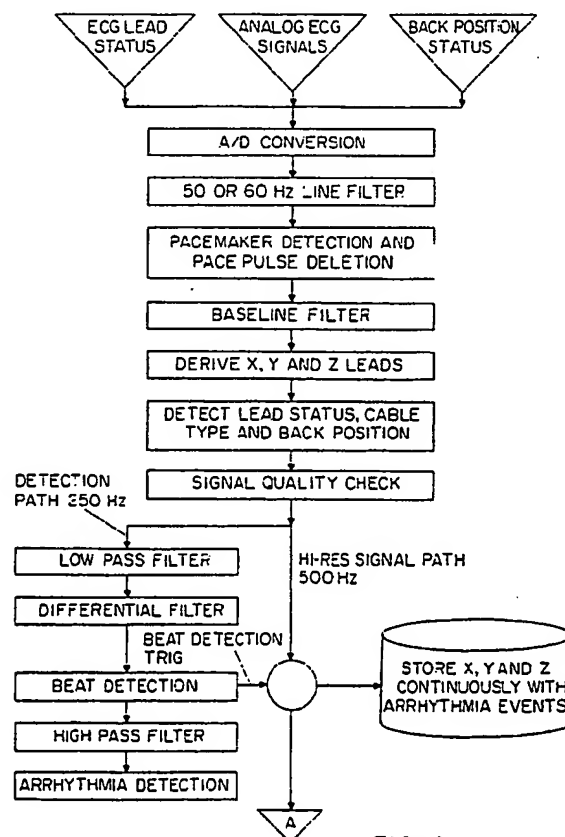 ECG LEAD
STATUS
ANALOG ECG
SIGNALS
BACK POSITION
STATUS
A/D CONVERSION
50 OR 60 Hz LINE FILTER
PACEMAKER DETECTION AND
PACE PULSE DELETION
BASELINE FILTER
DERIVE X, Y AND Z LEADS
DETECT LEAD STATUS, CABLE
TYPE AND BACK POSITION
SIGNAL QUALITY CHECK
DETECTION
PATH 250 Hz
LOW PASS FILTER
HI-RES SIGNAL PATH
500 Hz
DIFFERENTIAL FILTER
BEAT DETECTION
TRIG
BEAT DETECTION
STORE X, Y AND Z
CONTINUOUSLY WITH
ARRHYTHMIA EVENTS
HIGH PASS FILTER
ARRHYTHMIA DETECTION
A